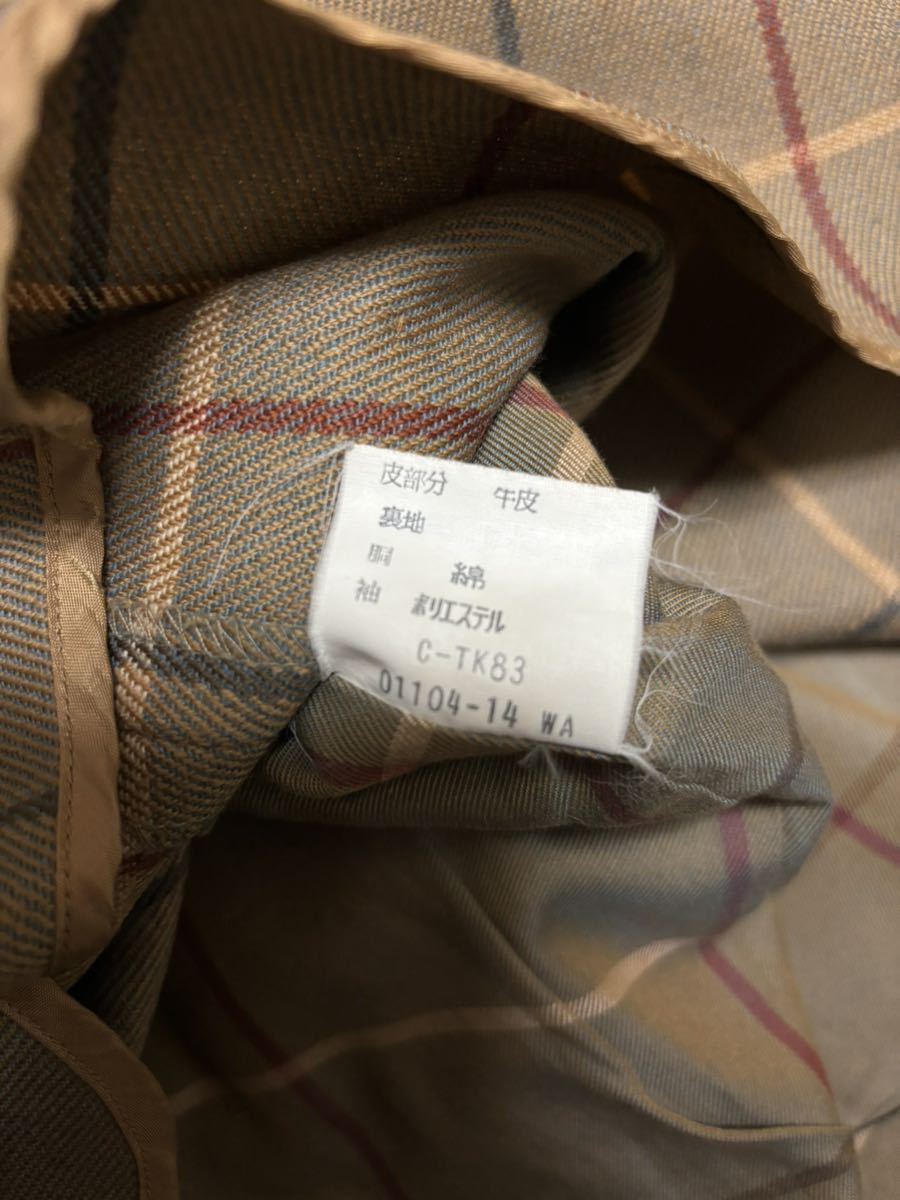 皮部分 牛皮
裏地
胴 綿
袖 ポリエステル
C-TK83
01104-14 WA